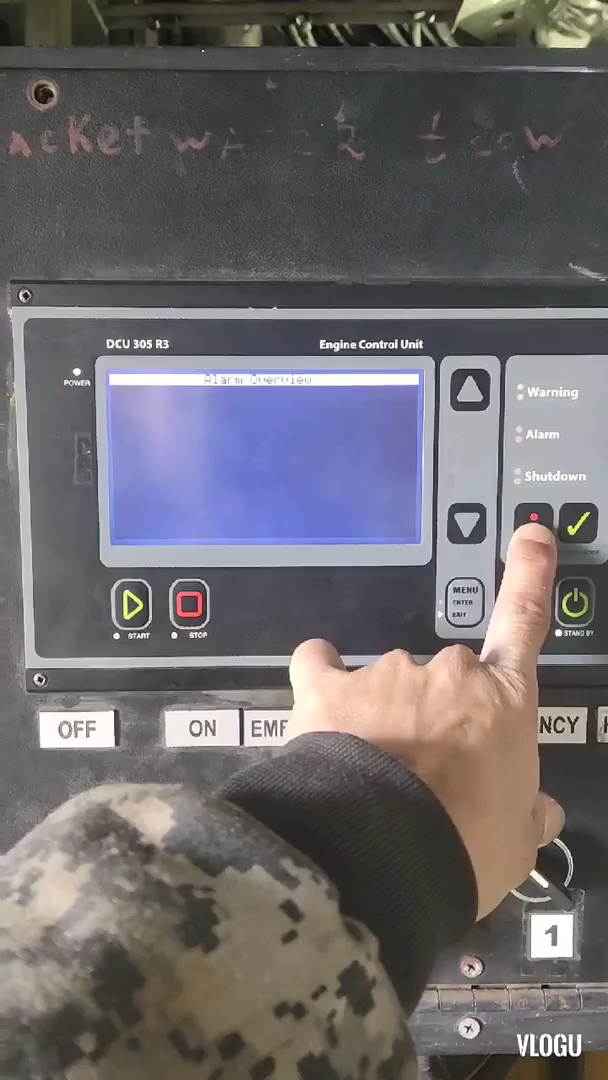 DCU 305 R3 Engine Control Unit
POWER
Alarm Overview
Warning
Alarm
Shutdown
MENU
ENTER
EXIT
START STOP
STAND BY
OFF ON
1
VLOGU